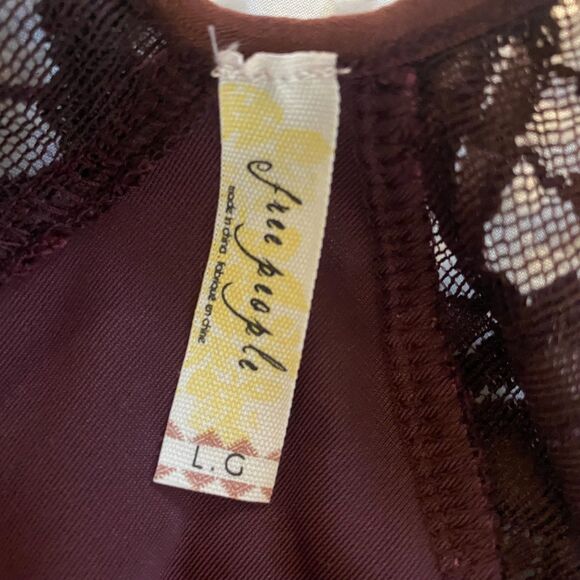 free people
made in china . fabriqué en chine
L.G